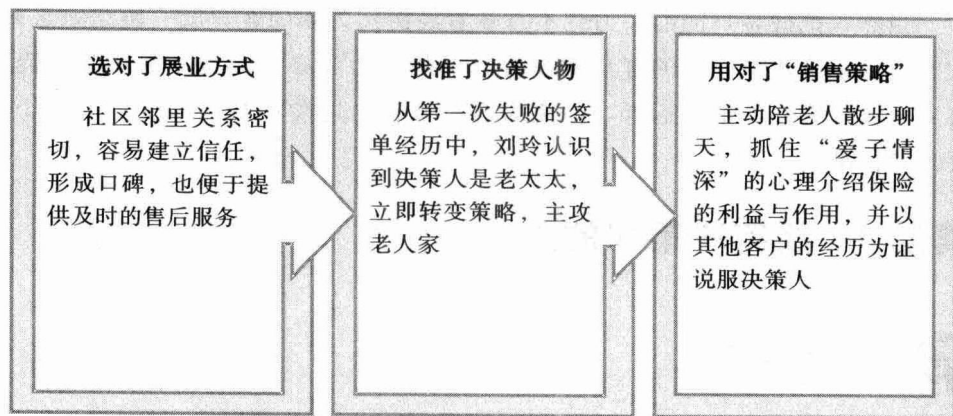 选对了展业方式
社区邻里关系密
切，容易建立信任，
形成口碑，也便于提
供及时的售后服务
找准了决策人物
从第一次失败的签
单经历中，刘玲认识
到决策人是老太太，
立即转变策略，主攻
老人家
用对了“销售策略”
主动陪老人散步聊
天，抓住“爱子情
深”的心理介绍保险
的利益与作用，并以
其他客户的经历为证
说服决策人